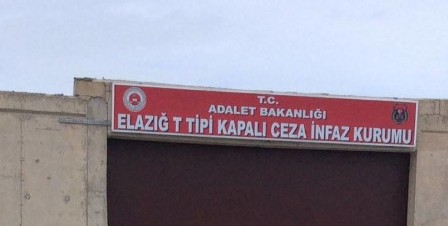 T.C.
ADALET BAKANLIĞI
ELAZIĞ T TİPİ KAPALI CEZA İNFAZ KURUMU